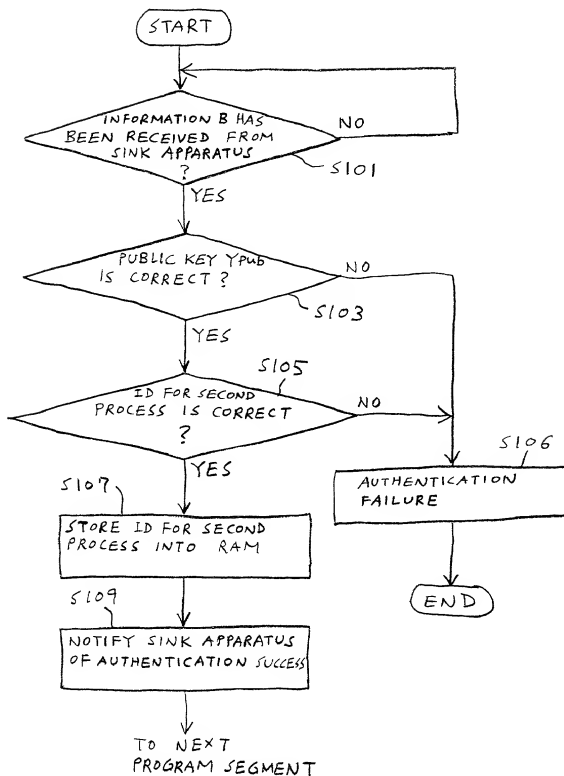 START
INFORMATION B HAS
BEEN RECEIVED FROM
SINK APPARATUS
?
NO
S101
YES
PUBLIC KEY Ypub
IS CORRECT ?
NO
S103
YES
S105
ID FOR SECOND
PROCESS IS CORRECT
?
NO
YES
S106
AUTHENTICATION
FAILURE
S107
STORE ID FOR SECOND
PROCESS INTO RAM
END
S109
NOTIFY SINK APPARATUS
OF AUTHENTICATION SUCCESS
TO NEXT
PROGRAM SEGMENT